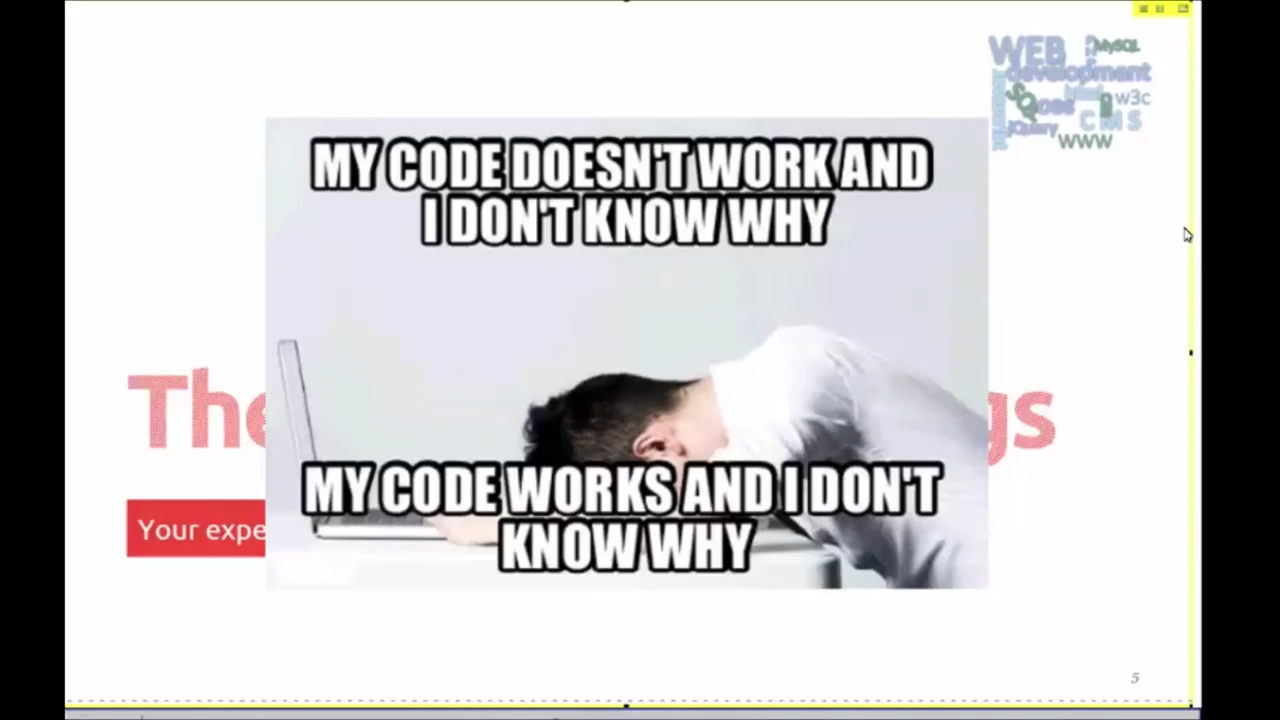 WEB
MySQL
development
w3c
CMS
jQuery
WWW
MY CODE DOESN'T WORK AND
I DON'T KNOW WHY
The
gs
MY CODE WORKS AND I DON'T
KNOW WHY
Your expe
5